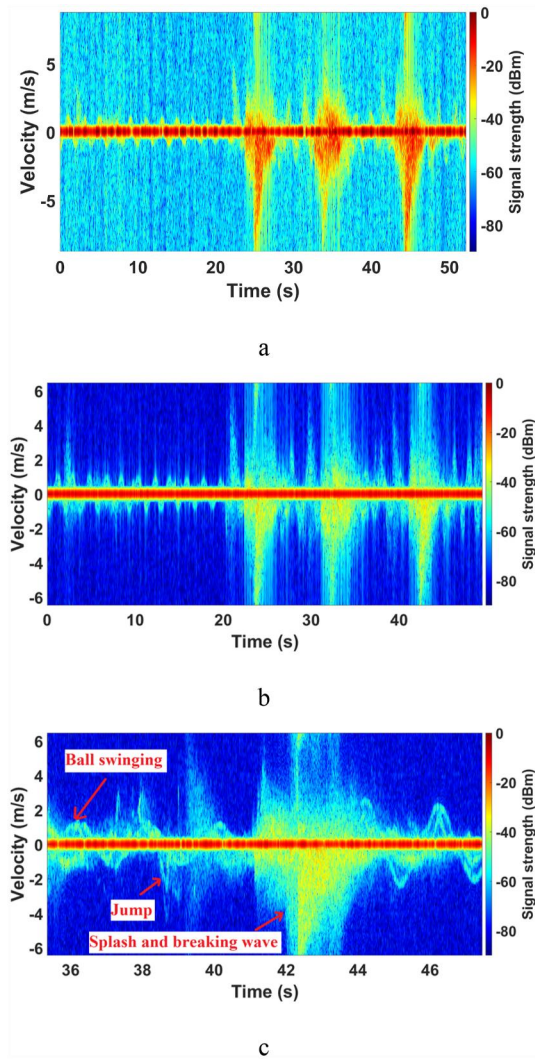 0
-20
-40
-60
-80
Signal strength (dBm)
5
0
-5
Velocity (m/s)
0 10 20 30 40 50
Time (s)
a
0
-20
-40
-60
-80
Signal strength (dBm)
6
4
2
0
-2
-4
-6
Velocity (m/s)
0 10 20 30 40
Time (s)
b
0
-20
-40
-60
-80
Signal strength (dBm)
6
4
2
0
-2
-4
-6
Velocity (m/s)
Ball swinging
Jump
Splash and breaking wave
36 38 40 42 44 46
Time (s)
c